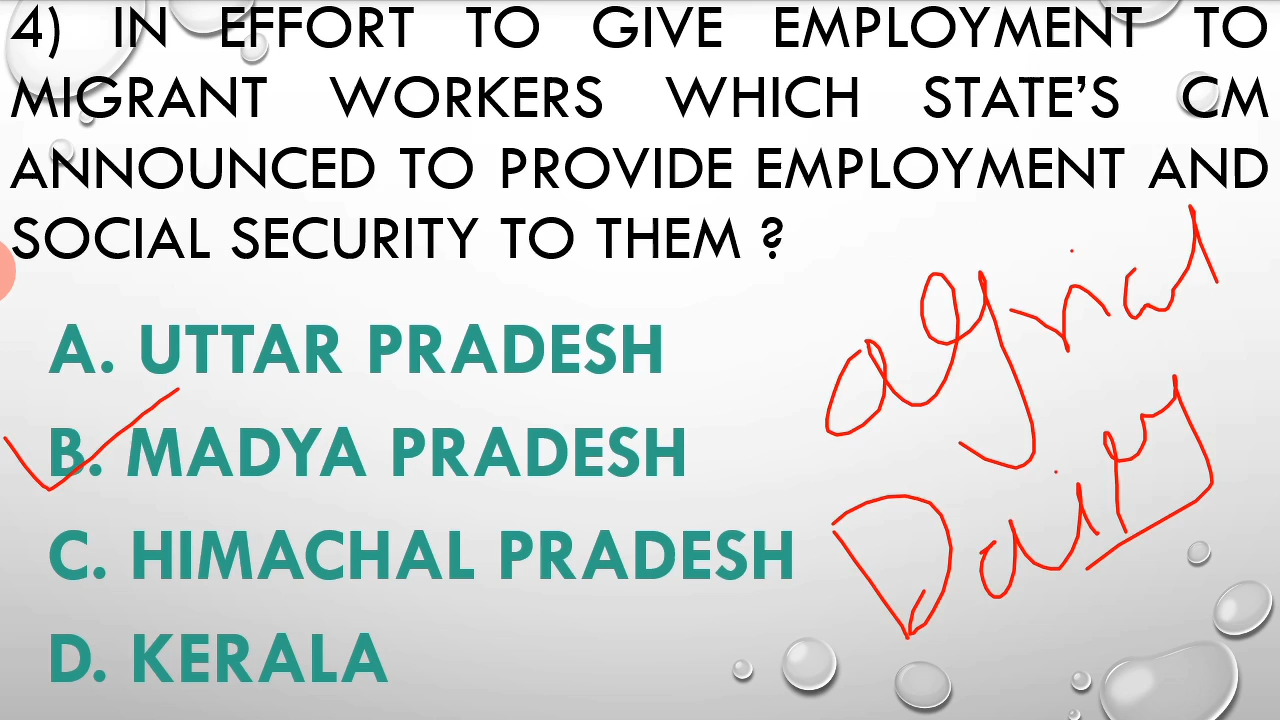 4) IN EFFORT TO GIVE EMPLOYMENT TO
MIGRANT WORKERS WHICH STATE'S CM
ANNOUNCED TO PROVIDE EMPLOYMENT AND
SOCIAL SECURITY TO THEM ?
A. UTTAR PRADESH
B. MADYA PRADESH
C. HIMACHAL PRADESH
D. KERALA
Dairy